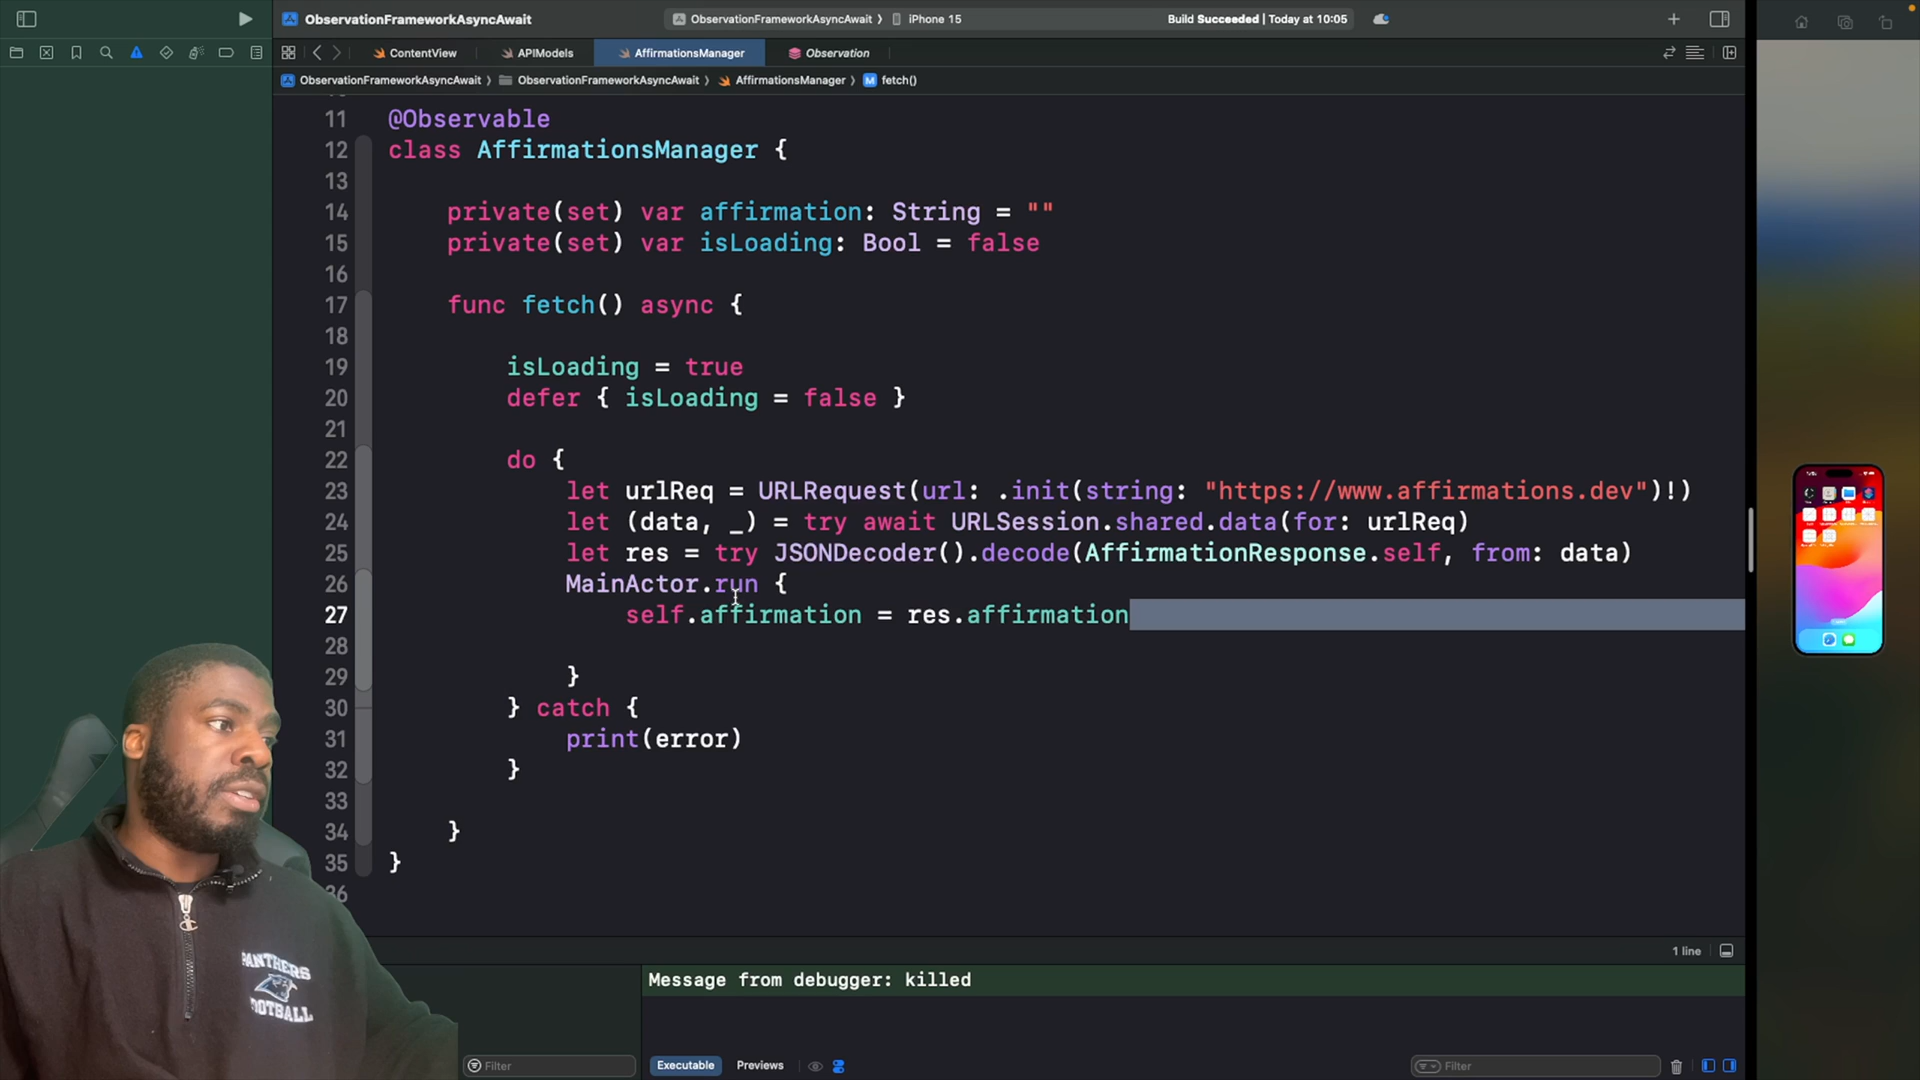 ObservationFrameworkAsyncAwait
ObservationFrameworkAsyncAwait 〉 iPhone 15
Build Succeeded | Today at 10:05
ContentView
APIModels
AffirmationsManager
Observation
ObservationFrameworkAsyncAwait 〉 ObservationFrameworkAsyncAwait 〉 AffirmationsManager 〉 M fetch()
11 @Observable
12 class AffirmationsManager {
13
14 private(set) var affirmation: String = ""
15 private(set) var isLoading: Bool = false
16
17 func fetch() async {
18
19 isLoading = true
20 defer { isLoading = false }
21
22 do {
23 let urlReq = URLRequest(url: .init(string: "https://www.affirmations.dev")!)
24 let (data, _) = try await URLSession.shared.data(for: urlReq)
25 let res = try JSONDecoder().decode(AffirmationResponse.self, from: data)
26 MainActor.run {
27 self.affirmation = res.affirmation
28
29 }
30 } catch {
31 print(error)
32 }
33
34 }
35 }
36
1 line
Message from debugger: killed
Filter
Executable
Previews
Filter
PANTHERS
FOOTBALL